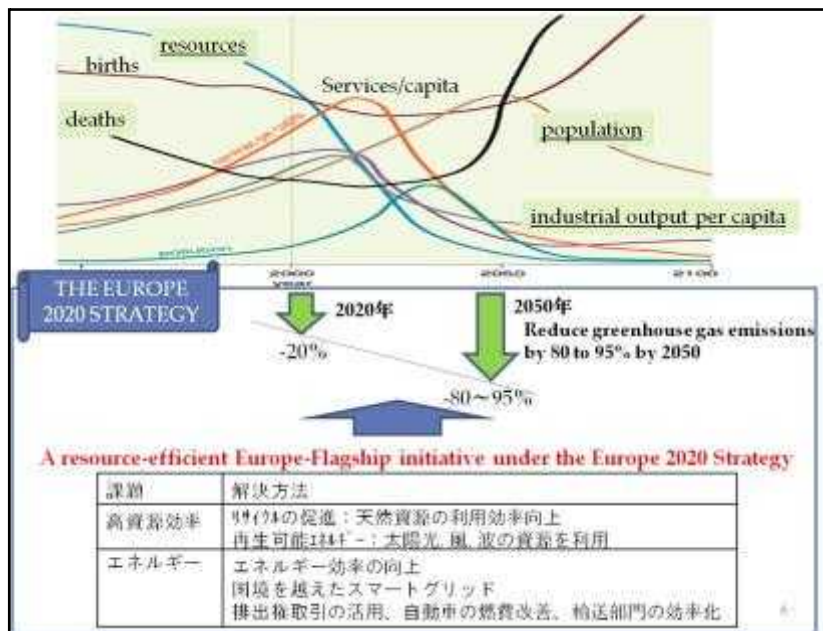 resources
births
Services/capita
deaths
population
industrial output per capita
2000
2050
2100
year
THE EUROPE
2020 STRATEGY
2020年
-20%
2050年
Reduce greenhouse gas emissions
by 80 to 95% by 2050
-80～95%
A resource-efficient Europe-Flagship initiative under the Europe 2020 Strategy
課題
解決方法
高資源効率
ﾘｻｲｸﾙの促進：天然資源の利用効率向上
再生可能ｴﾈﾙｷﾞｰ：太陽光、風、波の資源を利用
エネルギー
エネルギー効率の向上
国境を越えたスマートグリッド
排出権取引の活用、自動車の燃費改善、輸送部門の効率化